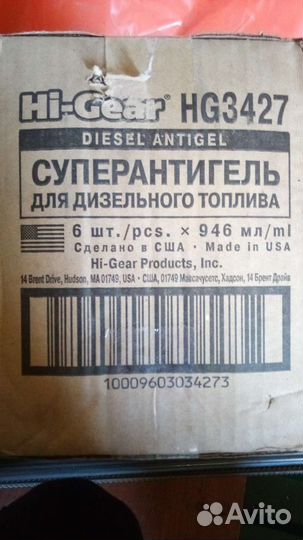 Hi-Gear® HG3427
DIESEL ANTIGEL
СУПЕРАНТИГЕЛЬ
ДЛЯ ДИЗЕЛЬНОГО ТОПЛИВА
6 шт./pcs. × 946 мл/ml
Сделано в США • Made in USA
Hi-Gear Products, Inc.
14 Brent Drive, Hudson, MA 01749, USA • США, 01749 Массачусетс, Хадсон, 14 Брент Драйв
10009603034273
Avito